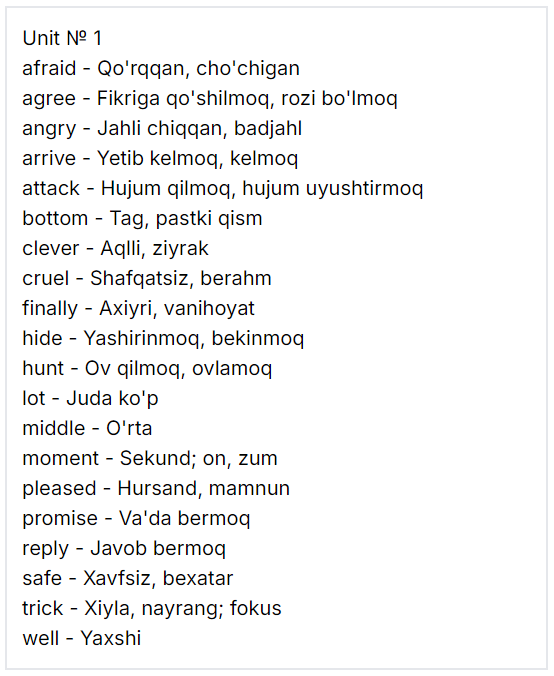 Unit № 1
afraid - Qo'rqqan, cho'chigan
agree - Fikriga qo'shilmoq, rozi bo'lmoq
angry - Jahli chiqqan, badjahl
arrive - Yetib kelmoq, kelmoq
attack - Hujum qilmoq, hujum uyushtirmoq
bottom - Tag, pastki qism
clever - Aqlli, ziyrak
cruel - Shafqatsiz, berahm
finally - Axiyri, vanihoyat
hide - Yashirinmoq, bekinmoq
hunt - Ov qilmoq, ovlamoq
lot - Juda ko'p
middle - O'rta
moment - Sekund; on, zum
pleased - Hursand, mamnun
promise - Va'da bermoq
reply - Javob bermoq
safe - Xavfsiz, bexatar
trick - Xiyla, nayrang; fokus
well - Yaxshi